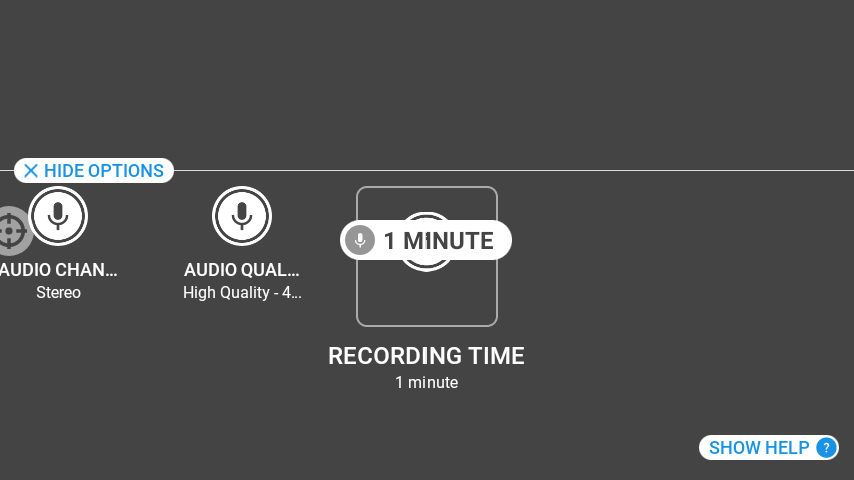 HIDE OPTIONS
AUDIO CHAN...
Stereo
AUDIO QUAL...
High Quality - 4...
1 MINUTE
RECORDING TIME
1 minute
SHOW HELP ?